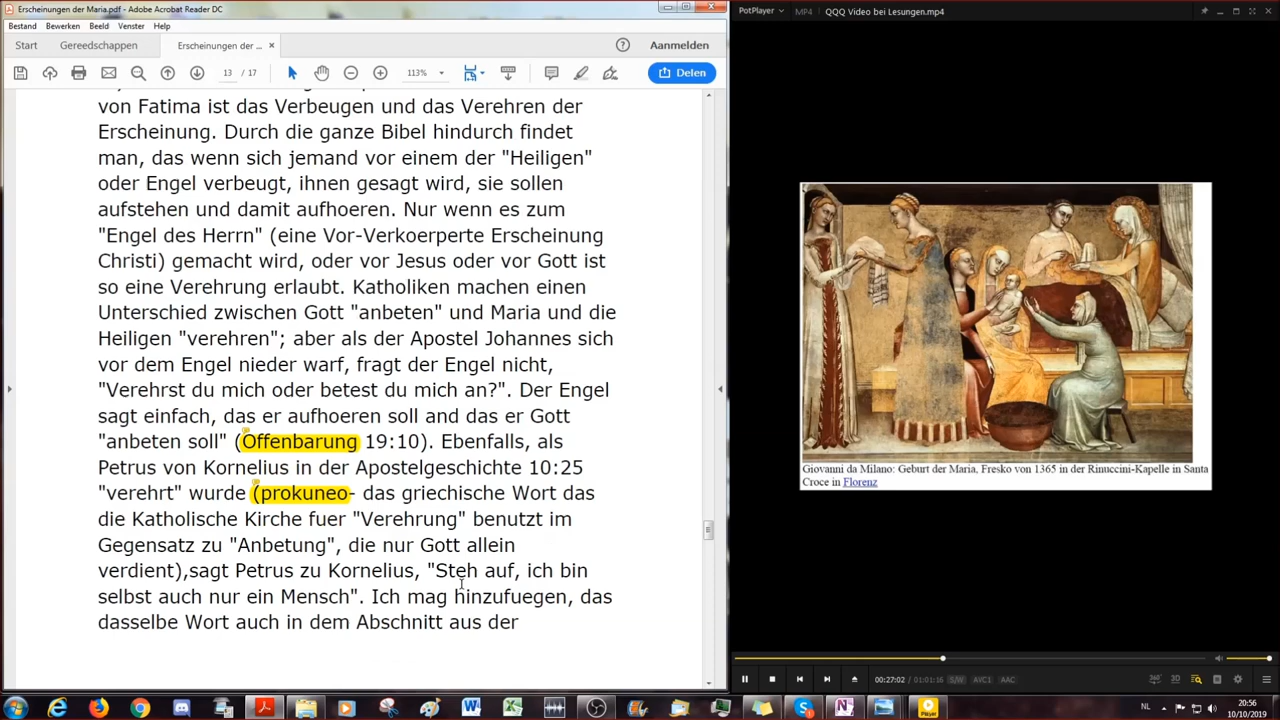 Erscheinungen der Maria.pdf - Adobe Acrobat Reader DC
Bestand Bewerken Beeld Venster Help
Start Gereedschappen Erscheinungen der ... × Aanmelden
13 / 17 113% Delen
von Fatima ist das Verbeugen und das Verehren der
Erscheinung. Durch die ganze Bibel hindurch findet
man, das wenn sich jemand vor einem der "Heiligen"
oder Engel verbeugt, ihnen gesagt wird, sie sollen
aufstehen und damit aufhoeren. Nur wenn es zum
"Engel des Herrn" (eine Vor-Verkoerperte Erscheinung
Christi) gemacht wird, oder vor Jesus oder vor Gott ist
so eine Verehrung erlaubt. Katholiken machen einen
Unterschied zwischen Gott "anbeten" und Maria und die
Heiligen "verehren"; aber als der Apostel Johannes sich
vor dem Engel nieder warf, fragt der Engel nicht,
"Verehrst du mich oder betest du mich an?". Der Engel
sagt einfach, das er aufhoeren soll and das er Gott
"anbeten soll" (Offenbarung 19:10). Ebenfalls, als
Petrus von Kornelius in der Apostelgeschichte 10:25
"verehrt" wurde (prokuneo- das griechische Wort das
die Katholische Kirche fuer "Verehrung" benutzt im
Gegensatz zu "Anbetung", die nur Gott allein
verdient),sagt Petrus zu Kornelius, "Steh auf, ich bin
selbst auch nur ein Mensch". Ich mag hinzufuegen, das
dasselbe Wort auch in dem Abschnitt aus der
PotPlayer MP4 QQQ Video bei Lesungen.mp4
Giovanni da Milano: Geburt der Maria, Fresko von 1365 in der Rinuccini-Kapelle in Santa
Croce in Florenz
00:27:02 / 01:01:16 S/W AVC1 AAC 360° 3D
NL 20:56
10/10/2019